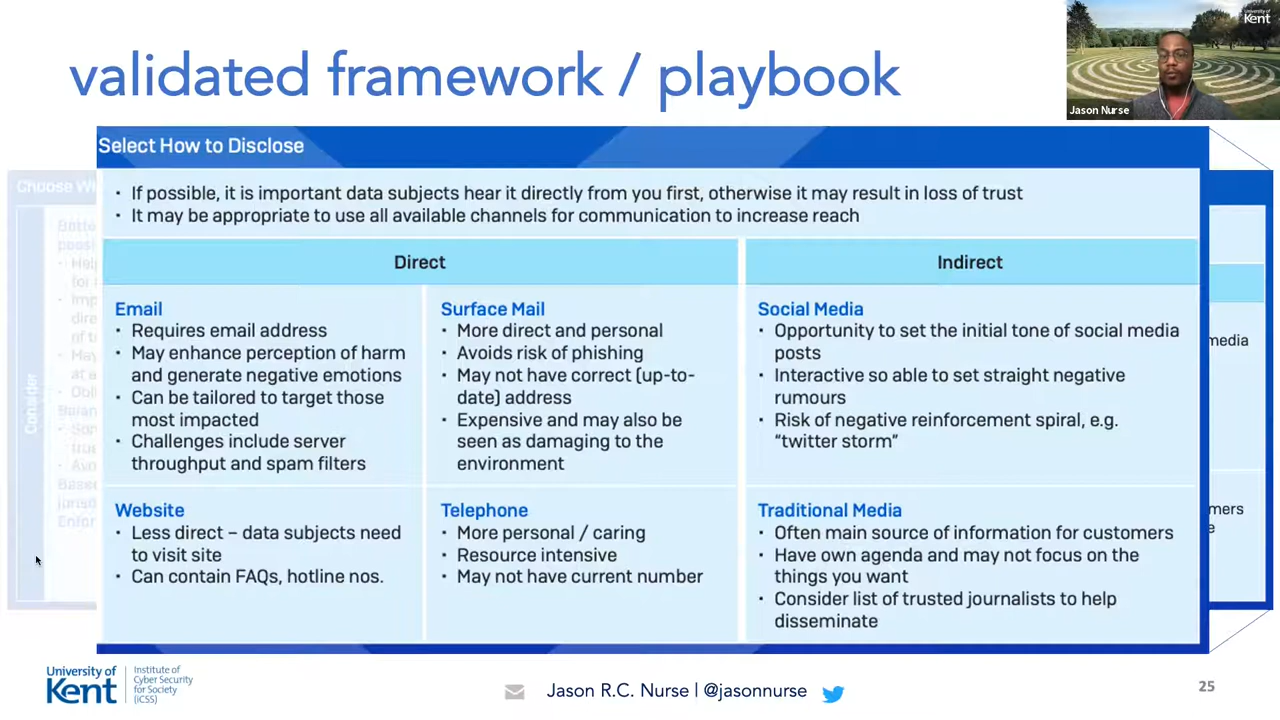 validated framework / playbook
University of
Kent
Jason Nurse
Select How to Disclose
Choose W
• If possible, it is important data subjects hear it directly from you first, otherwise it may result in loss of trust
• It may be appropriate to use all available channels for communication to increase reach
Direct
Indirect
Consider
Email
• Requires email address
• May enhance perception of harm
and generate negative emotions
• Can be tailored to target those
most impacted
• Challenges include server
throughput and spam filters
Surface Mail
• More direct and personal
• Avoids risk of phishing
• May not have correct (up-to-
date) address
• Expensive and may also be
seen as damaging to the
environment
Social Media
• Opportunity to set the initial tone of social media
posts
• Interactive so able to set straight negative
rumours
• Risk of negative reinforcement spiral, e.g.
“twitter storm”
media
Website
• Less direct – data subjects need
to visit site
• Can contain FAQs, hotline nos.
Telephone
• More personal / caring
• Resource intensive
• May not have current number
Traditional Media
• Often main source of information for customers
• Have own agenda and may not focus on the
things you want
• Consider list of trusted journalists to help
disseminate
mers
e
University of
Kent
Institute of
Cyber Security
for Society
(iCSS)
Jason R.C. Nurse | @jasonnurse
25